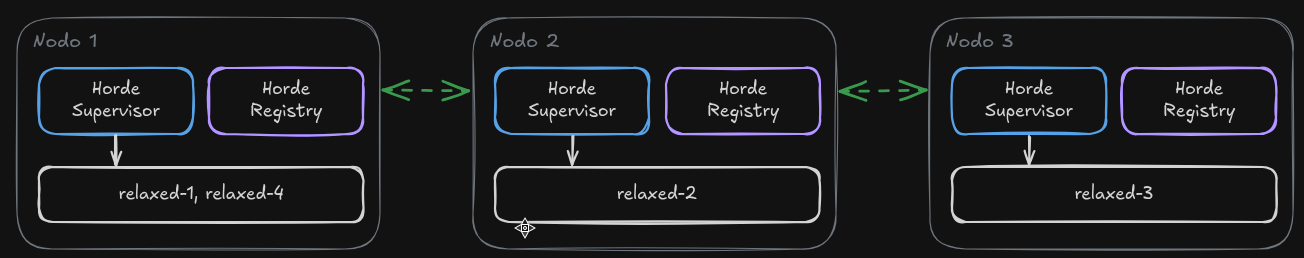 Nodo 1
Horde
Supervisor
Horde
Registry
relaxed-1, relaxed-4
Nodo 2
Horde
Supervisor
Horde
Registry
relaxed-2
Nodo 3
Horde
Supervisor
Horde
Registry
relaxed-3